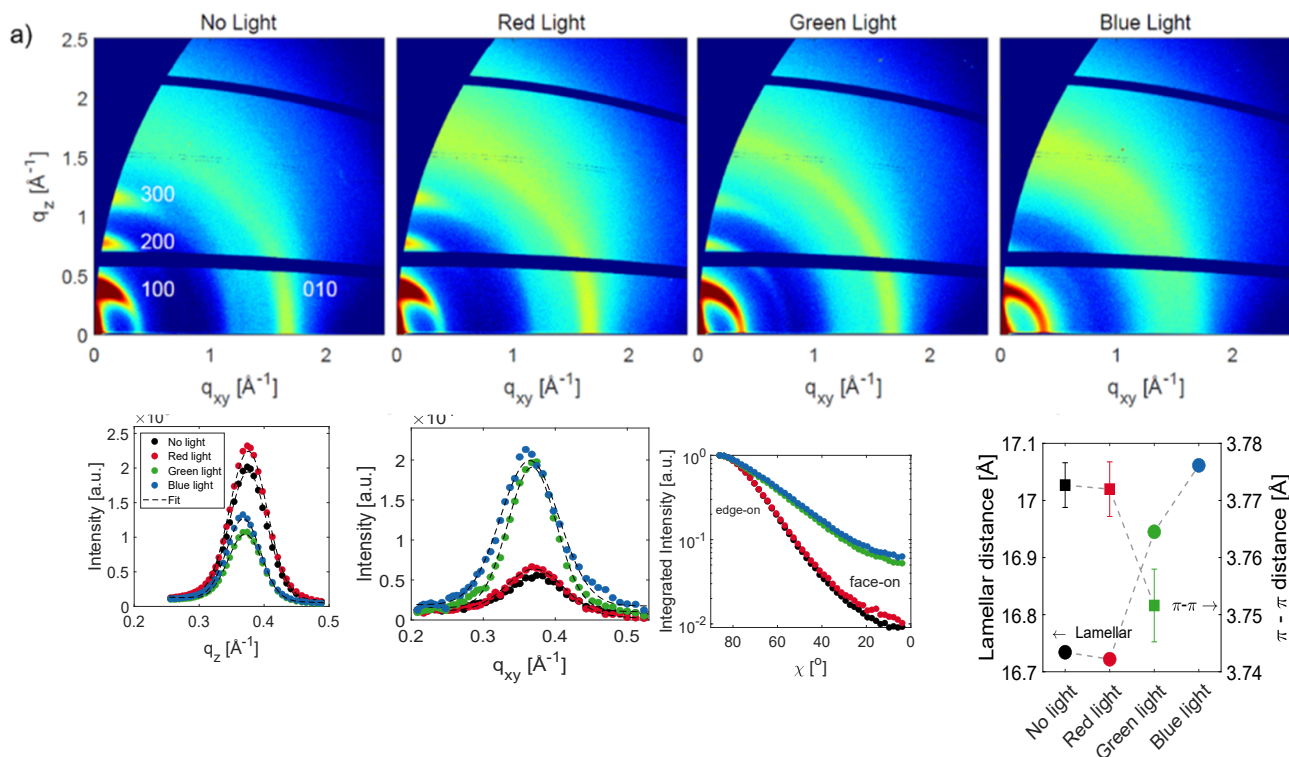 a)
No Light
Red Light
Green Light
Blue Light
q_z [Å⁻¹]
2.5
2
1.5
1
0.5
0
300
200
100
010
0 1 2
0 1 2
0 1 2
0 1 2
q_xy [Å⁻¹]
q_xy [Å⁻¹]
q_xy [Å⁻¹]
q_xy [Å⁻¹]
Intensity [a.u.]
2.5
2
1.5
1
0.5
0
No light
Red light
Green light
Blue light
Fit
0.2 0.3 0.4 0.5
q_z [Å⁻¹]
Intensity [a.u.]
2
1
0
0.2 0.3 0.4 0.5
q_xy [Å⁻¹]
Integrated Intensity [a.u.]
10⁰
10⁻¹
10⁻²
edge-on
face-on
80 60 40 20 0
χ [°]
Lamellar distance [Å]
17.1
17
16.9
16.8
16.7
← Lamellar
π-π →
3.78
3.77
3.76
3.75
3.74
π - π distance [Å]
No light
Red light
Green light
Blue light